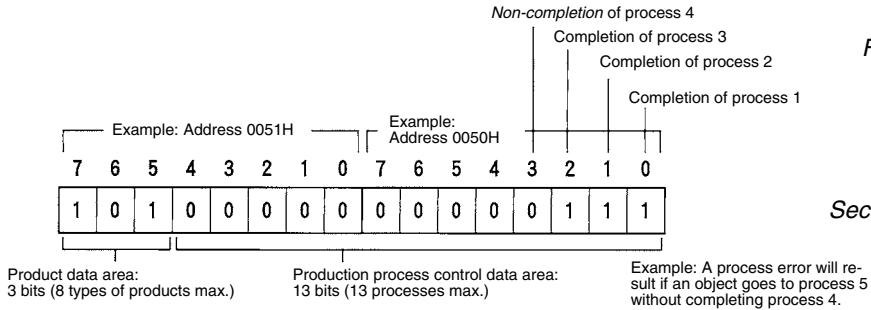 Non-completion of process 4
Completion of process 3
Completion of process 2
Completion of process 1
Example: Address 0051H
Example:
Address 0050H
7 6 5 4 3 2 1 0 7 6 5 4 3 2 1 0
1 0 1 0 0 0 0 0 0 0 0 0 0 1 1 1
Product data area:
3 bits (8 types of products max.)
Production process control data area:
13 bits (13 processes max.)
Example: A process error will re-
sult if an object goes to process 5
without completing process 4.
Sec